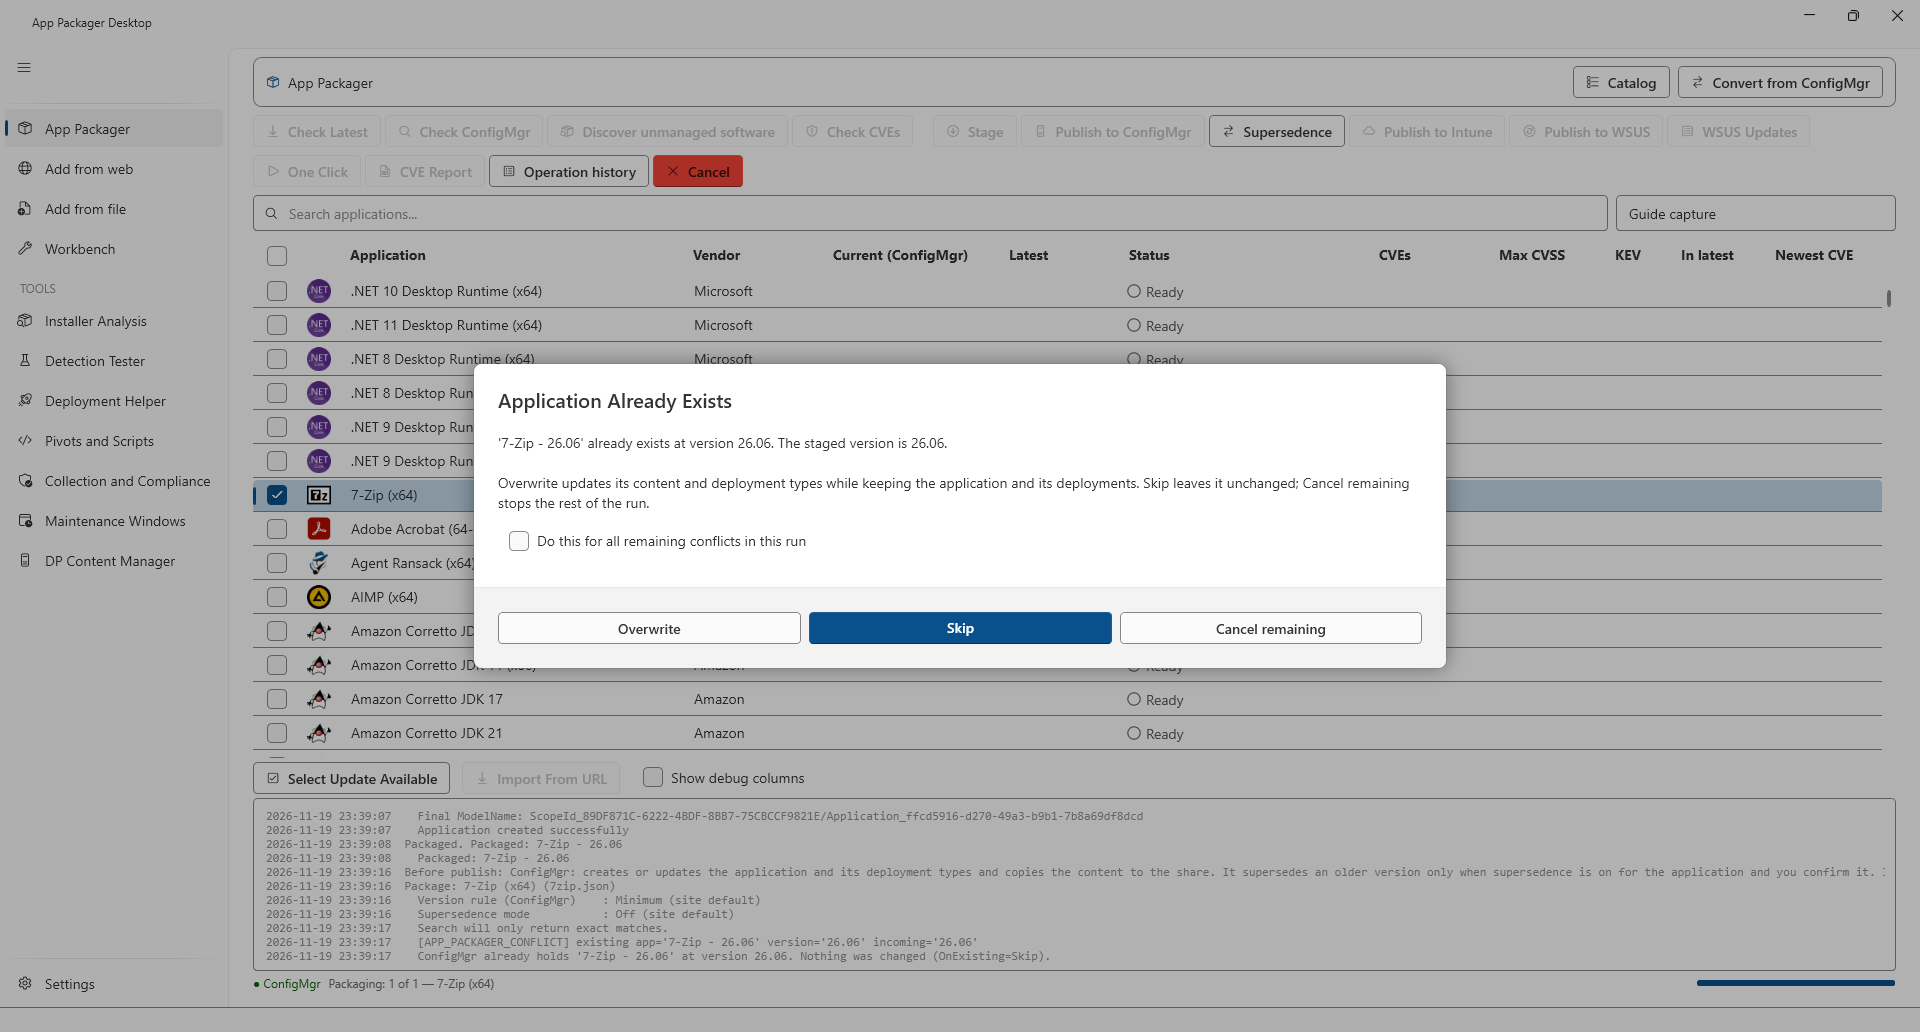 App Packager Desktop
App Packager
Catalog
Convert from ConfigMgr
App Packager
Add from web
Add from file
Workbench
TOOLS
Installer Analysis
Detection Tester
Deployment Helper
Pivots and Scripts
Collection and Compliance
Maintenance Windows
DP Content Manager
Settings
Check Latest
Check ConfigMgr
Discover unmanaged software
Check CVEs
Stage
Publish to ConfigMgr
Supersedence
Publish to Intune
Publish to WSUS
WSUS Updates
One Click
CVE Report
Operation history
Cancel
Search applications...
Guide capture
Application Vendor Current (ConfigMgr) Latest Status CVEs Max CVSS KEV In latest Newest CVE
.NET 10 Desktop Runtime (x64) Microsoft Ready
.NET 11 Desktop Runtime (x64) Microsoft Ready
.NET 8 Desktop Runtime (x64) Microsoft Ready
.NET 8 Desktop Run
.NET 9 Desktop Run
.NET 9 Desktop Run
7-Zip (x64)
Adobe Acrobat (64-
Agent Ransack (x64)
AIMP (x64)
Amazon Corretto JD
Amazon Corretto JD
Amazon Corretto JDK 17 Amazon Ready
Amazon Corretto JDK 21 Amazon Ready
Application Already Exists
'7-Zip - 26.06' already exists at version 26.06. The staged version is 26.06.
Overwrite updates its content and deployment types while keeping the application and its deployments. Skip leaves it unchanged; Cancel remaining
stops the rest of the run.
Do this for all remaining conflicts in this run
Overwrite
Skip
Cancel remaining
Select Update Available
Import From URL
Show debug columns
2026-11-19 23:39:07 Final ModelName: ScopeId_89DF871C-6222-4BDF-8BB7-75CBCCF9821E/Application_ffcd5916-d270-49a3-b9b1-7b8a69df8dcd
2026-11-19 23:39:07 Application created successfully
2026-11-19 23:39:08 Packaged. Packaged: 7-Zip - 26.06
2026-11-19 23:39:08 Packaged: 7-Zip - 26.06
2026-11-19 23:39:16 Before publish: ConfigMgr: creates or updates the application and its deployment types and copies the content to the share. It supersedes an older version only when supersedence is on for the application and you confirm it.
2026-11-19 23:39:16 Package: 7-Zip (x64) (7zip.json)
2026-11-19 23:39:16 Version rule (ConfigMgr) : Minimum (site default)
2026-11-19 23:39:16 Supersedence mode : Off (site default)
2026-11-19 23:39:17 Search will only return exact matches.
2026-11-19 23:39:17 [APP_PACKAGER_CONFLICT] existing app='7-Zip - 26.06' version='26.06' incoming='26.06'
2026-11-19 23:39:17 ConfigMgr already holds '7-Zip - 26.06' at version 26.06. Nothing was changed (OnExisting=Skip).
ConfigMgr Packaging: 1 of 1 — 7-Zip (x64)